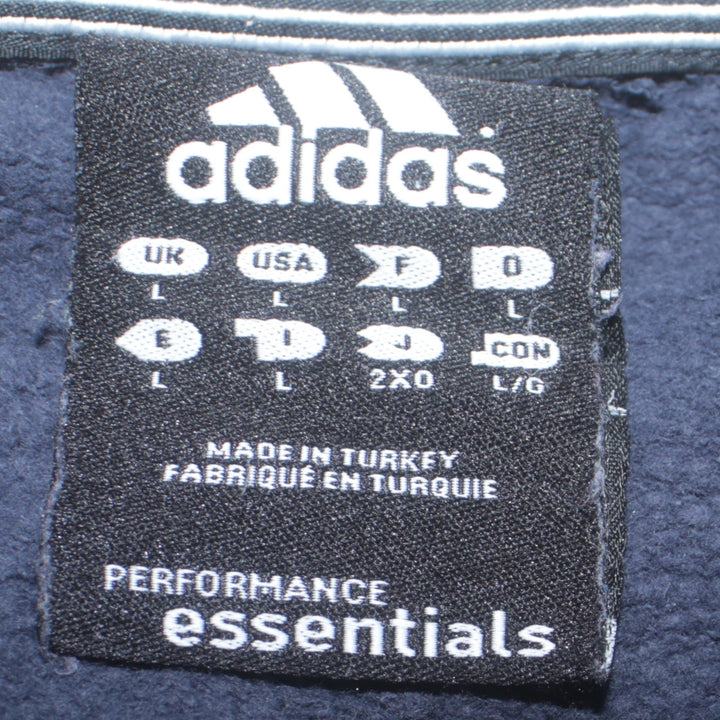 adidas
UK USA F D
L L L L
E I J CON
L L 2XO L/G
MADE IN TURKEY
FABRIQUÉ EN TURQUIE
PERFORMANCE
essentials